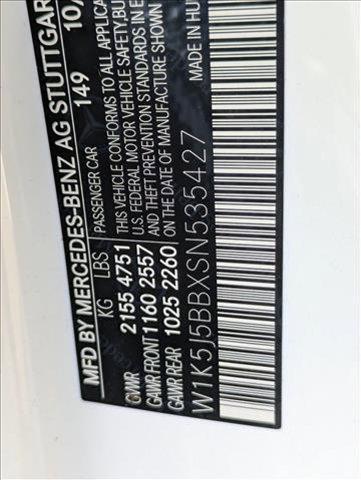 MFD BY MERCEDES-BENZ AG STUTTGAR
149 10/
PASSENGER CAR
KG LBS
GVWR 2155 4751
GAWR FRONT 1160 2557
GAWR REAR 1025 2260
THIS VEHICLE CONFORMS TO ALL APPLICA
U.S. FEDERAL MOTOR VEHICLE SAFETY, BU
AND THEFT PREVENTION STANDARDS IN E
ON THE DATE OF MANUFACTURE SHOWN
MADE IN HU
W1K5J5BBXSN535427